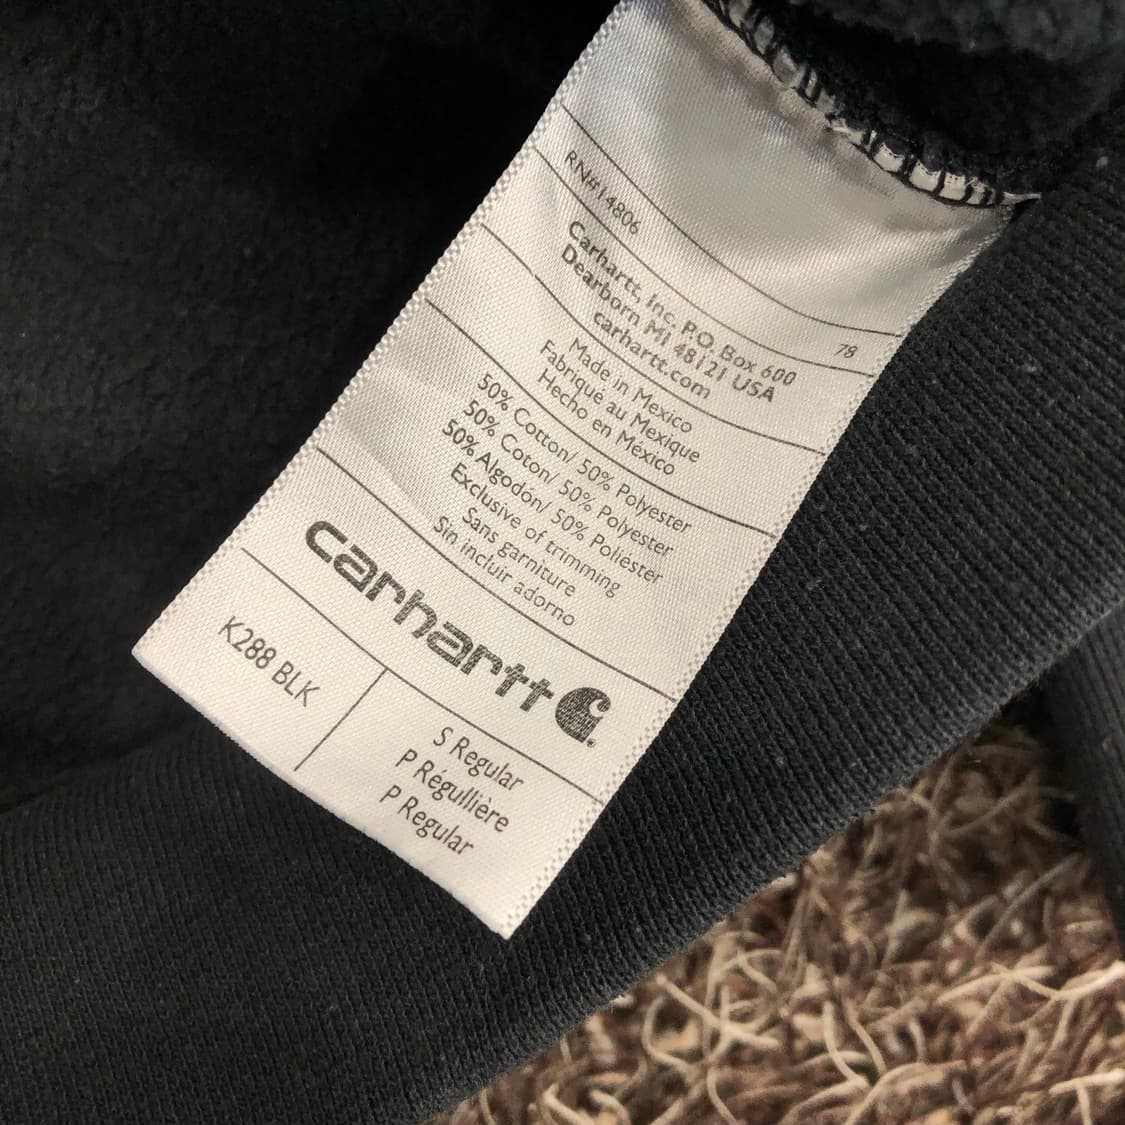 78
RN#14806
Carhartt, Inc. P.O. Box 600
Dearborn MI 48121 USA
carhartt.com
Made in Mexico
Fabriqué au Mexique
Hecho en México
50% Cotton/ 50% Polyester
50% Coton/ 50% Polyester
50% Algodón/ 50% Poliester
Exclusive of trimming
Sans garniture
Sin incluir adorno
carhartt
K288 BLK
S Regular
P Régullière
P Regular